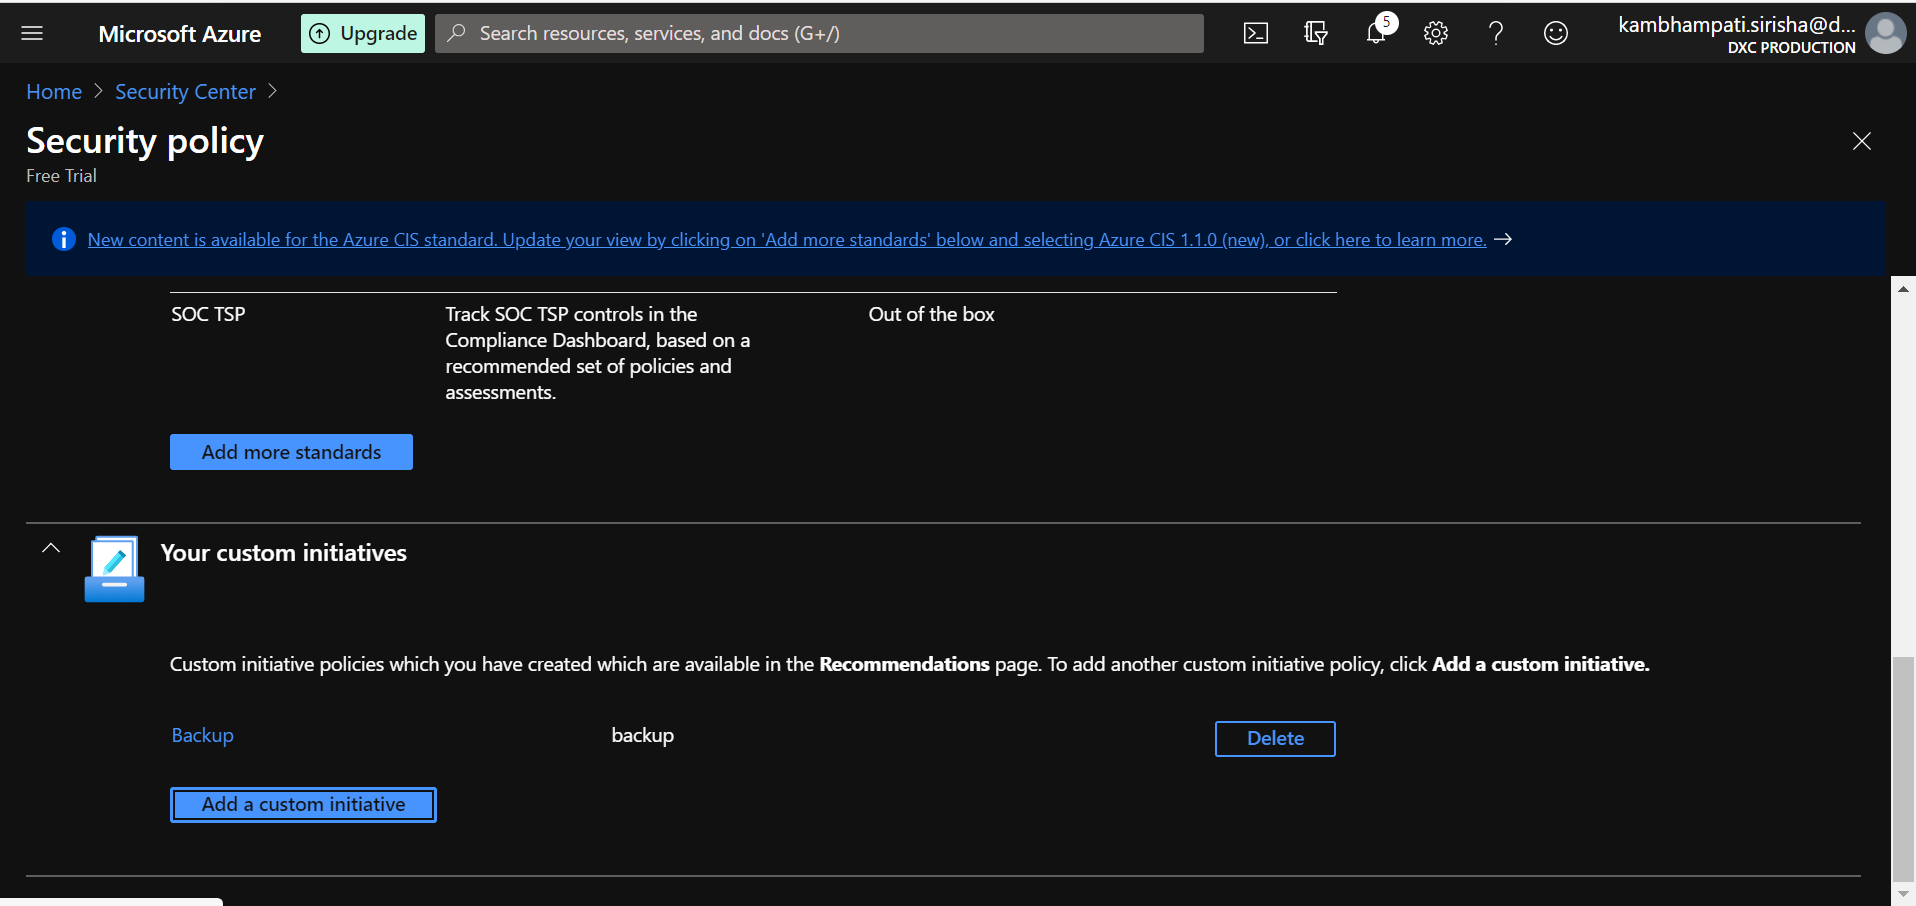 Microsoft Azure
Upgrade
Search resources, services, and docs (G+/)
5
kambhampati.sirisha@d...
DXC PRODUCTION
Home > Security Center >
Security policy
Free Trial
New content is available for the Azure CIS standard. Update your view by clicking on 'Add more standards' below and selecting Azure CIS 1.1.0 (new), or click here to learn more. →
SOC TSP
Track SOC TSP controls in the
Compliance Dashboard, based on a
recommended set of policies and
assessments.
Out of the box
Add more standards
Your custom initiatives
Custom initiative policies which you have created which are available in the Recommendations page. To add another custom initiative policy, click Add a custom initiative.
Backup
backup
Delete
Add a custom initiative